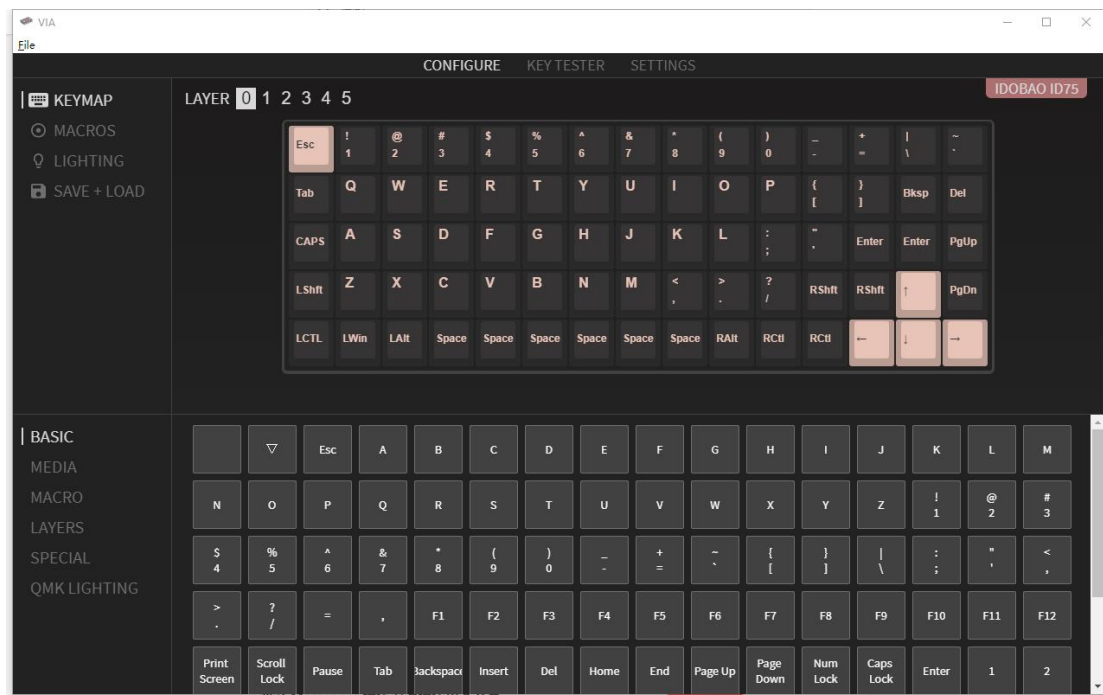 VIA
File
CONFIGURE KEY TESTER SETTINGS
KEYMAP
MACROS
LIGHTING
SAVE + LOAD
LAYER 0 1 2 3 4 5
IDOBAO ID75
Esc ! 1 @ 2 # 3 $ 4 % 5 ^ 6 & 7 * 8 ( 9 ) 0 _ - + = | \ ~ `
Tab Q W E R T Y U I O P { [ } ] Bksp Del
CAPS A S D F G H J K L : ; " ' Enter Enter PgUp
LShft Z X C V B N M < , > . ? / RShft RShft ↑ PgDn
LCTL LWin LAlt Space Space Space Space Space Space RAlt RCtl RCtl ← ↓ →
BASIC
MEDIA
MACRO
LAYERS
SPECIAL
QMK LIGHTING
▽ Esc A B C D E F G H I J K L M
N O P Q R S T U V W X Y Z ! 1 @ 2 # 3
$ 4 % 5 ^ 6 & 7 * 8 ( 9 ) 0 _ - + = ~ ` { [ } ] | \ : ; " ' < ,
> . ? / = , F1 F2 F3 F4 F5 F6 F7 F8 F9 F10 F11 F12
Print Screen Scroll Lock Pause Tab Backspace Insert Del Home End Page Up Page Down Num Lock Caps Lock Enter 1 2